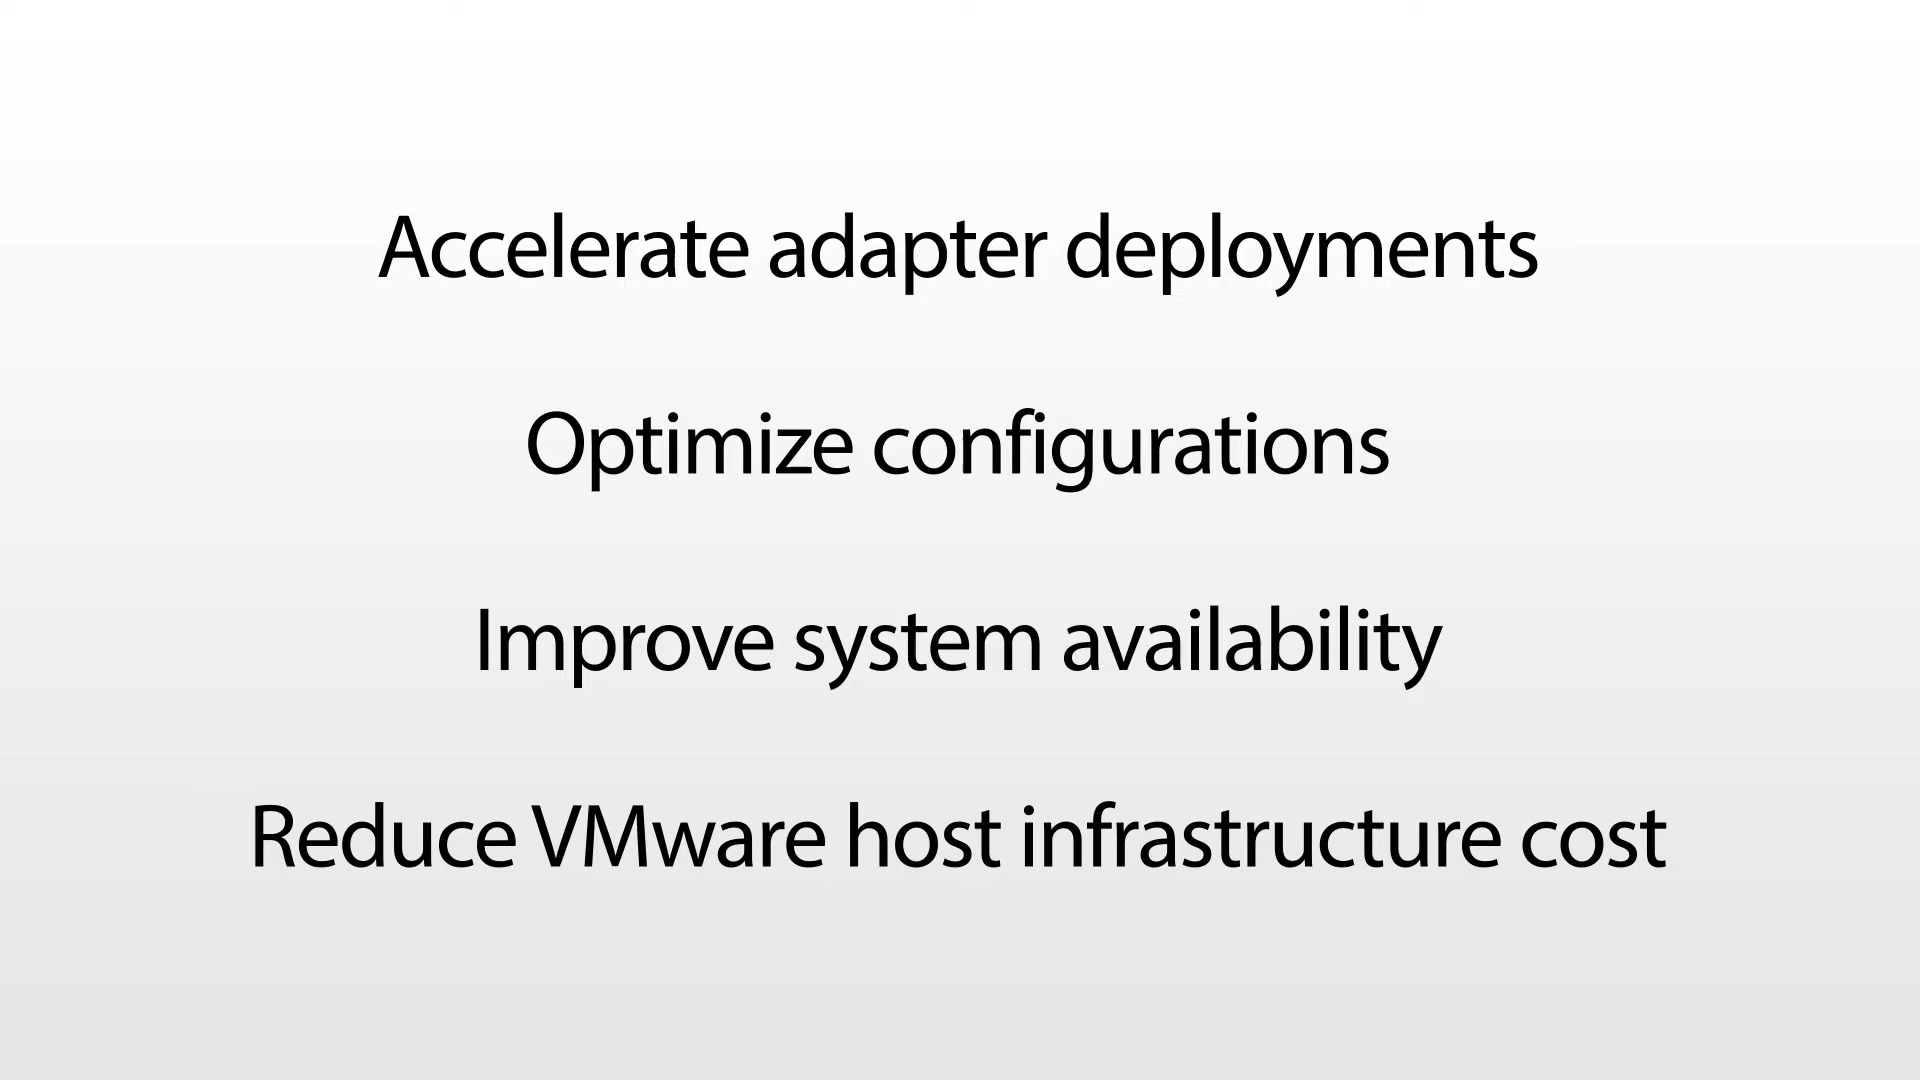 Accelerate adapter deployments
Optimize configurations
Improve system availability
Reduce VMware host infrastructure cost